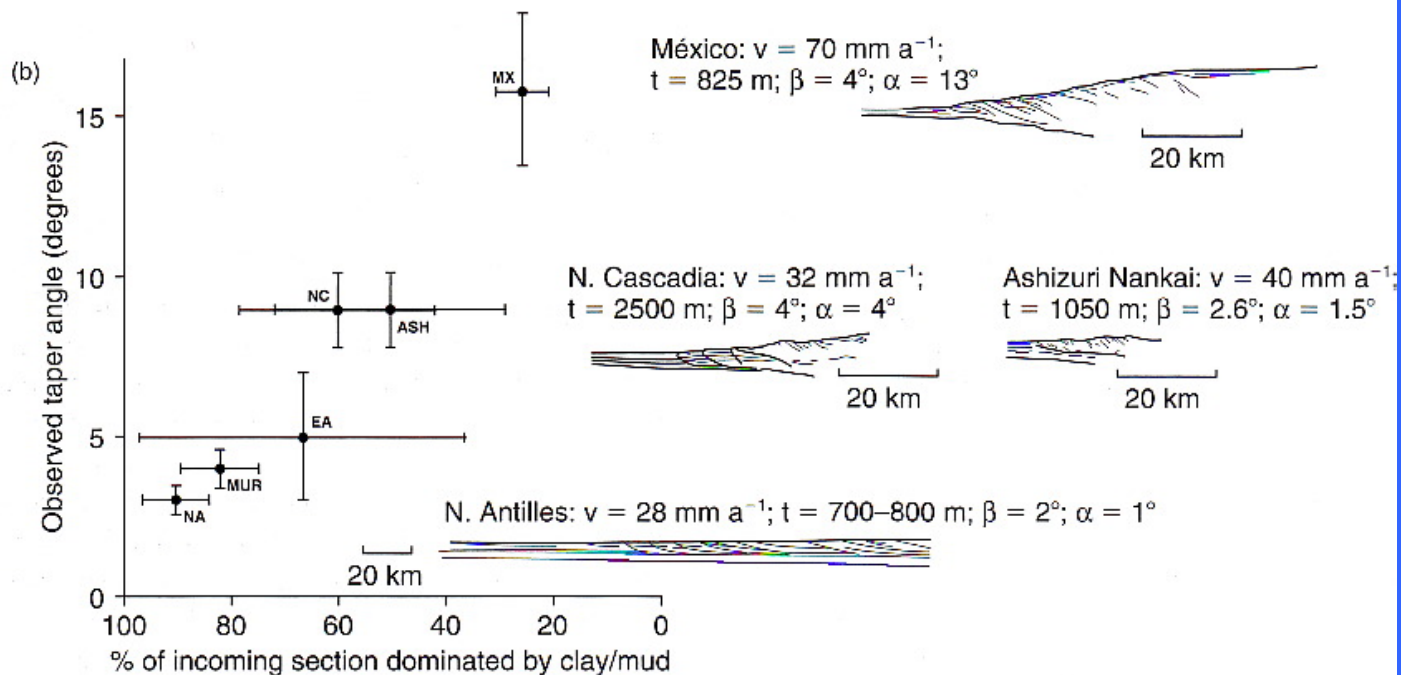 (b)
Observed taper angle (degrees)
15
10
5
0
100
80
60
40
20
0
% of incoming section dominated by clay/mud
MX
NC
ASH
EA
MUR
NA
México: v = 70 mm a⁻¹;
t = 825 m; β = 4°; α = 13°
20 km
N. Cascadia: v = 32 mm a⁻¹;
t = 2500 m; β = 4°; α = 4°
20 km
Ashizuri Nankai: v = 40 mm a⁻¹;
t = 1050 m; β = 2.6°; α = 1.5°
20 km
N. Antilles: v = 28 mm a⁻¹; t = 700–800 m; β = 2°; α = 1°
20 km